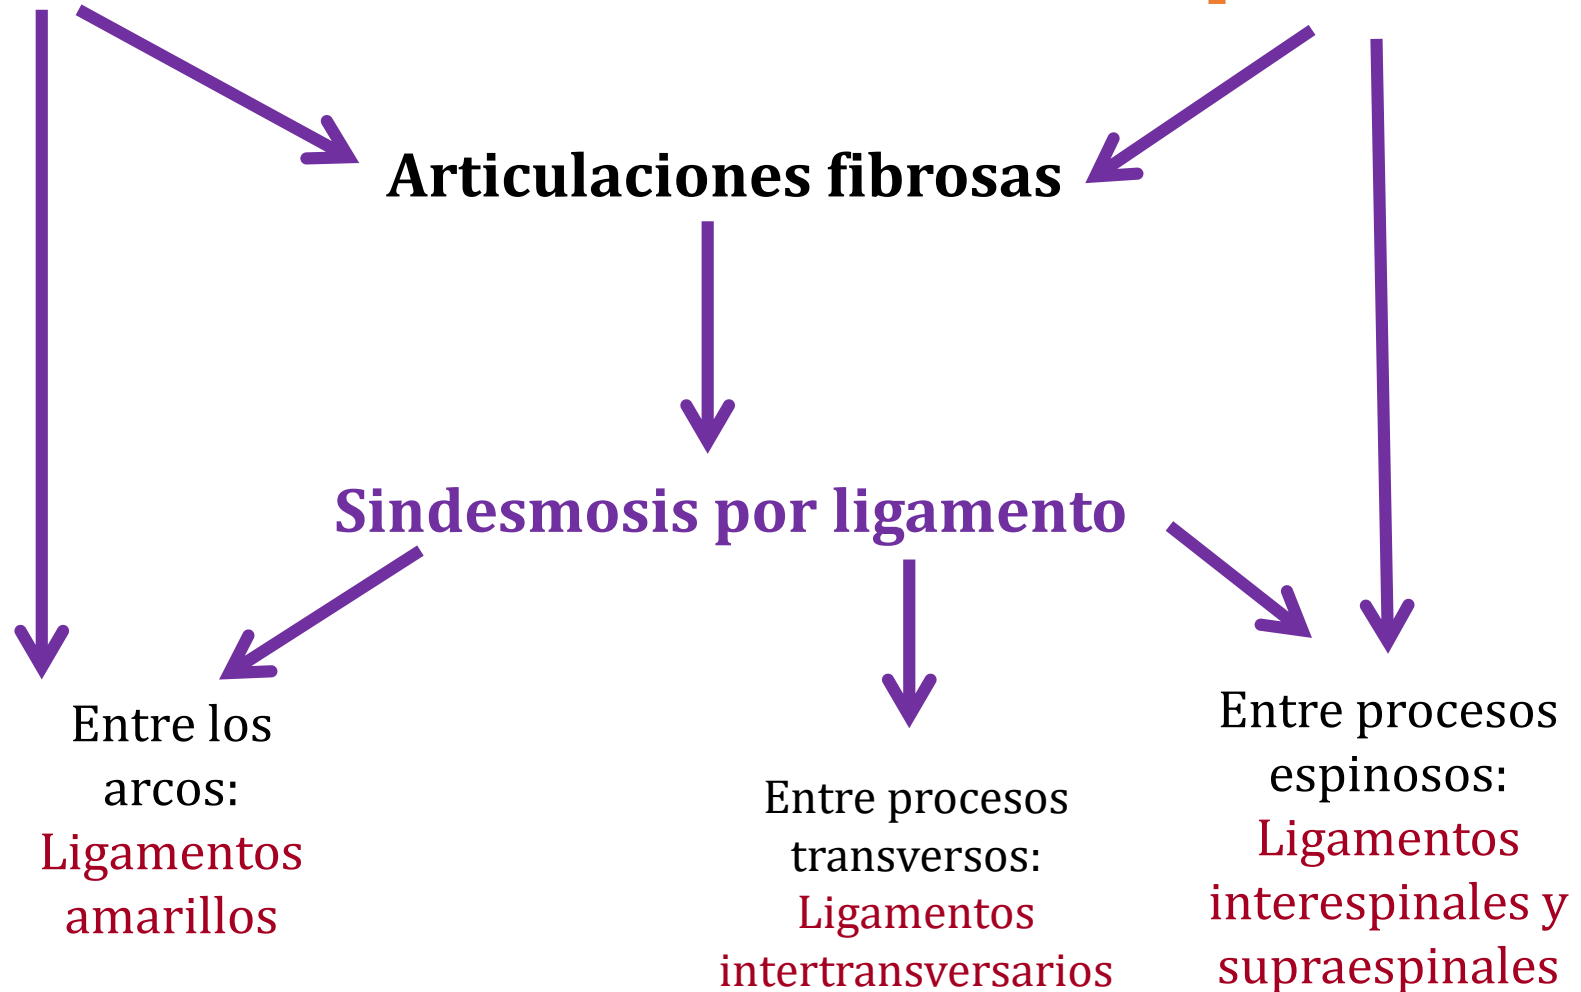 Articulaciones fibrosas
Sindesmosis por ligamento
Entre los
arcos:
Ligamentos
amarillos
Entre procesos
transversos:
Ligamentos
intertransversarios
Entre procesos
espinosos:
Ligamentos
interespinales y
supraespinales